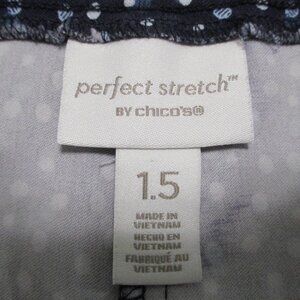 perfect stretch™
BY chico's®
1.5
MADE IN
VIETNAM
HECHO EN
VIETNAM
FABRIQUÉ AU
VIETNAM